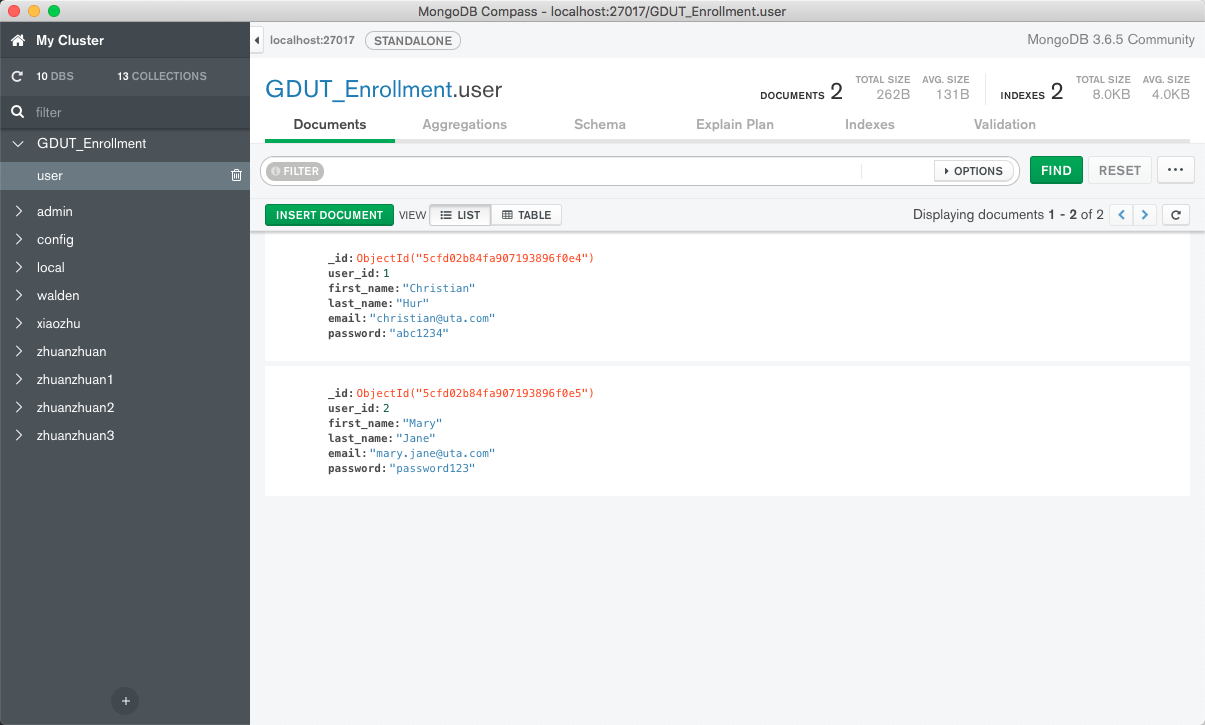 MongoDB Compass - localhost:27017/GDUT_Enrollment.user
My Cluster
10 DBS 13 COLLECTIONS
filter
GDUT_Enrollment
user
admin
config
local
walden
xiaozhu
zhuanzhuan
zhuanzhuan1
zhuanzhuan2
zhuanzhuan3
+
localhost:27017 STANDALONE MongoDB 3.6.5 Community
GDUT_Enrollment.user
DOCUMENTS 2 TOTAL SIZE 262B AVG. SIZE 131B INDEXES 2 TOTAL SIZE 8.0KB AVG. SIZE 4.0KB
Documents Aggregations Schema Explain Plan Indexes Validation
FILTER OPTIONS FIND RESET ...
INSERT DOCUMENT VIEW LIST TABLE Displaying documents 1 - 2 of 2
_id: ObjectId("5cfd02b84fa907193896f0e4")
user_id: 1
first_name: "Christian"
last_name: "Hur"
email: "christian@uta.com"
password: "abc1234"
_id: ObjectId("5cfd02b84fa907193896f0e5")
user_id: 2
first_name: "Mary"
last_name: "Jane"
email: "mary.jane@uta.com"
password: "password123"